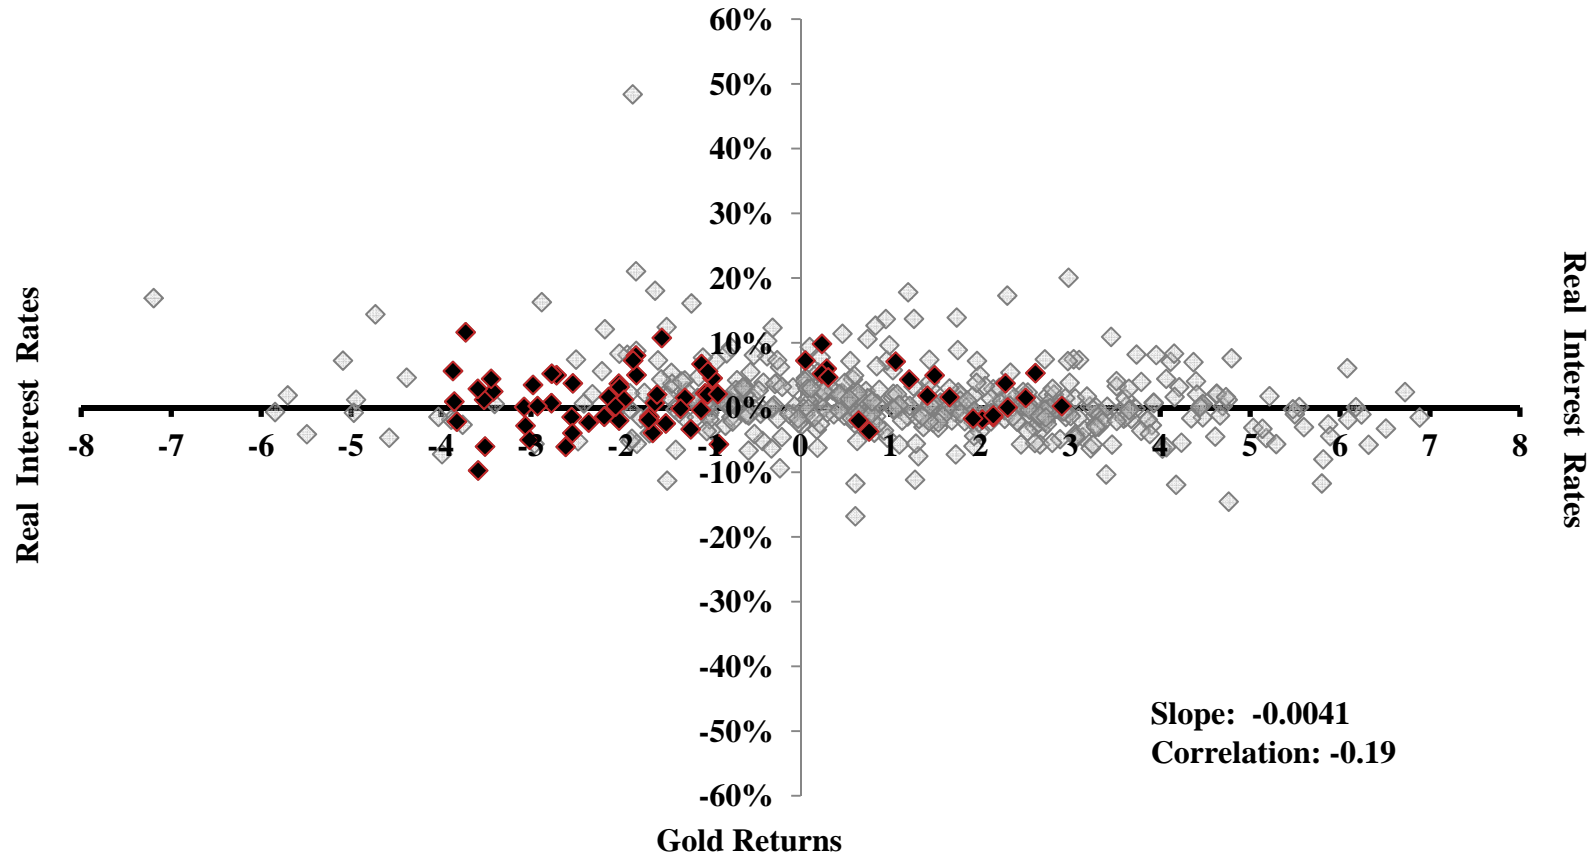 60%
50%
40%
30%
20%
10%
0%
-8 -7 -6 -5 -4 -3 -2 -1 0 1 2 3 4 5 6 7 8
-10%
-20%
-30%
-40%
-50%
-60%
Real Interest Rates
Real Interest Rates
Slope: -0.0041
Correlation: -0.19
Gold Returns